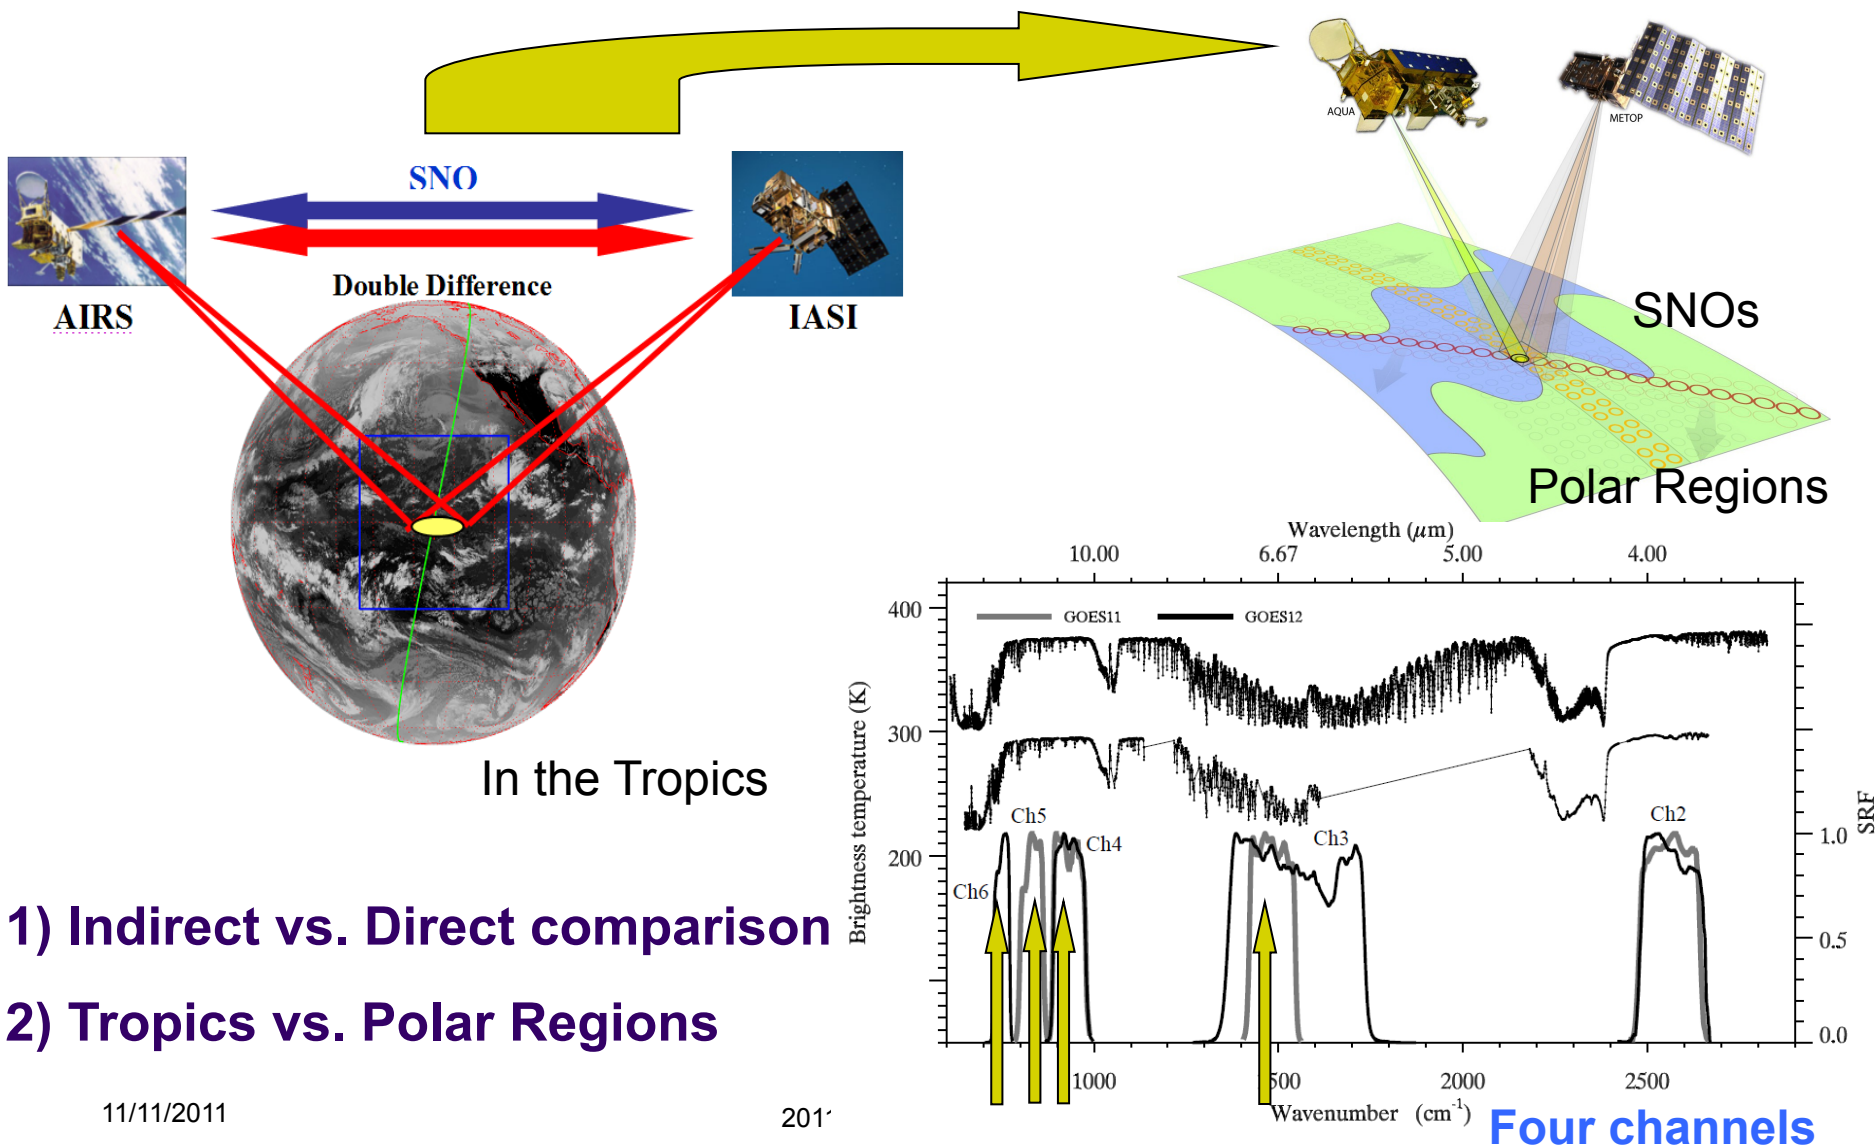 AQUA
METOP
SNO
Double Difference
AIRS
IASI
SNOs
Polar Regions
In the Tropics
1) Indirect vs. Direct comparison
2) Tropics vs. Polar Regions
Wavelength (μm)
10.00 6.67 5.00 4.00
GOES11 GOES12
400
300
200
Brightness temperature (K)
Ch5
Ch4
Ch3
Ch2
Ch6
1.0
0.5
0.0
SRF
1000 2000 2500
Wavenumber (cm⁻¹)
Four channels
11/11/2011